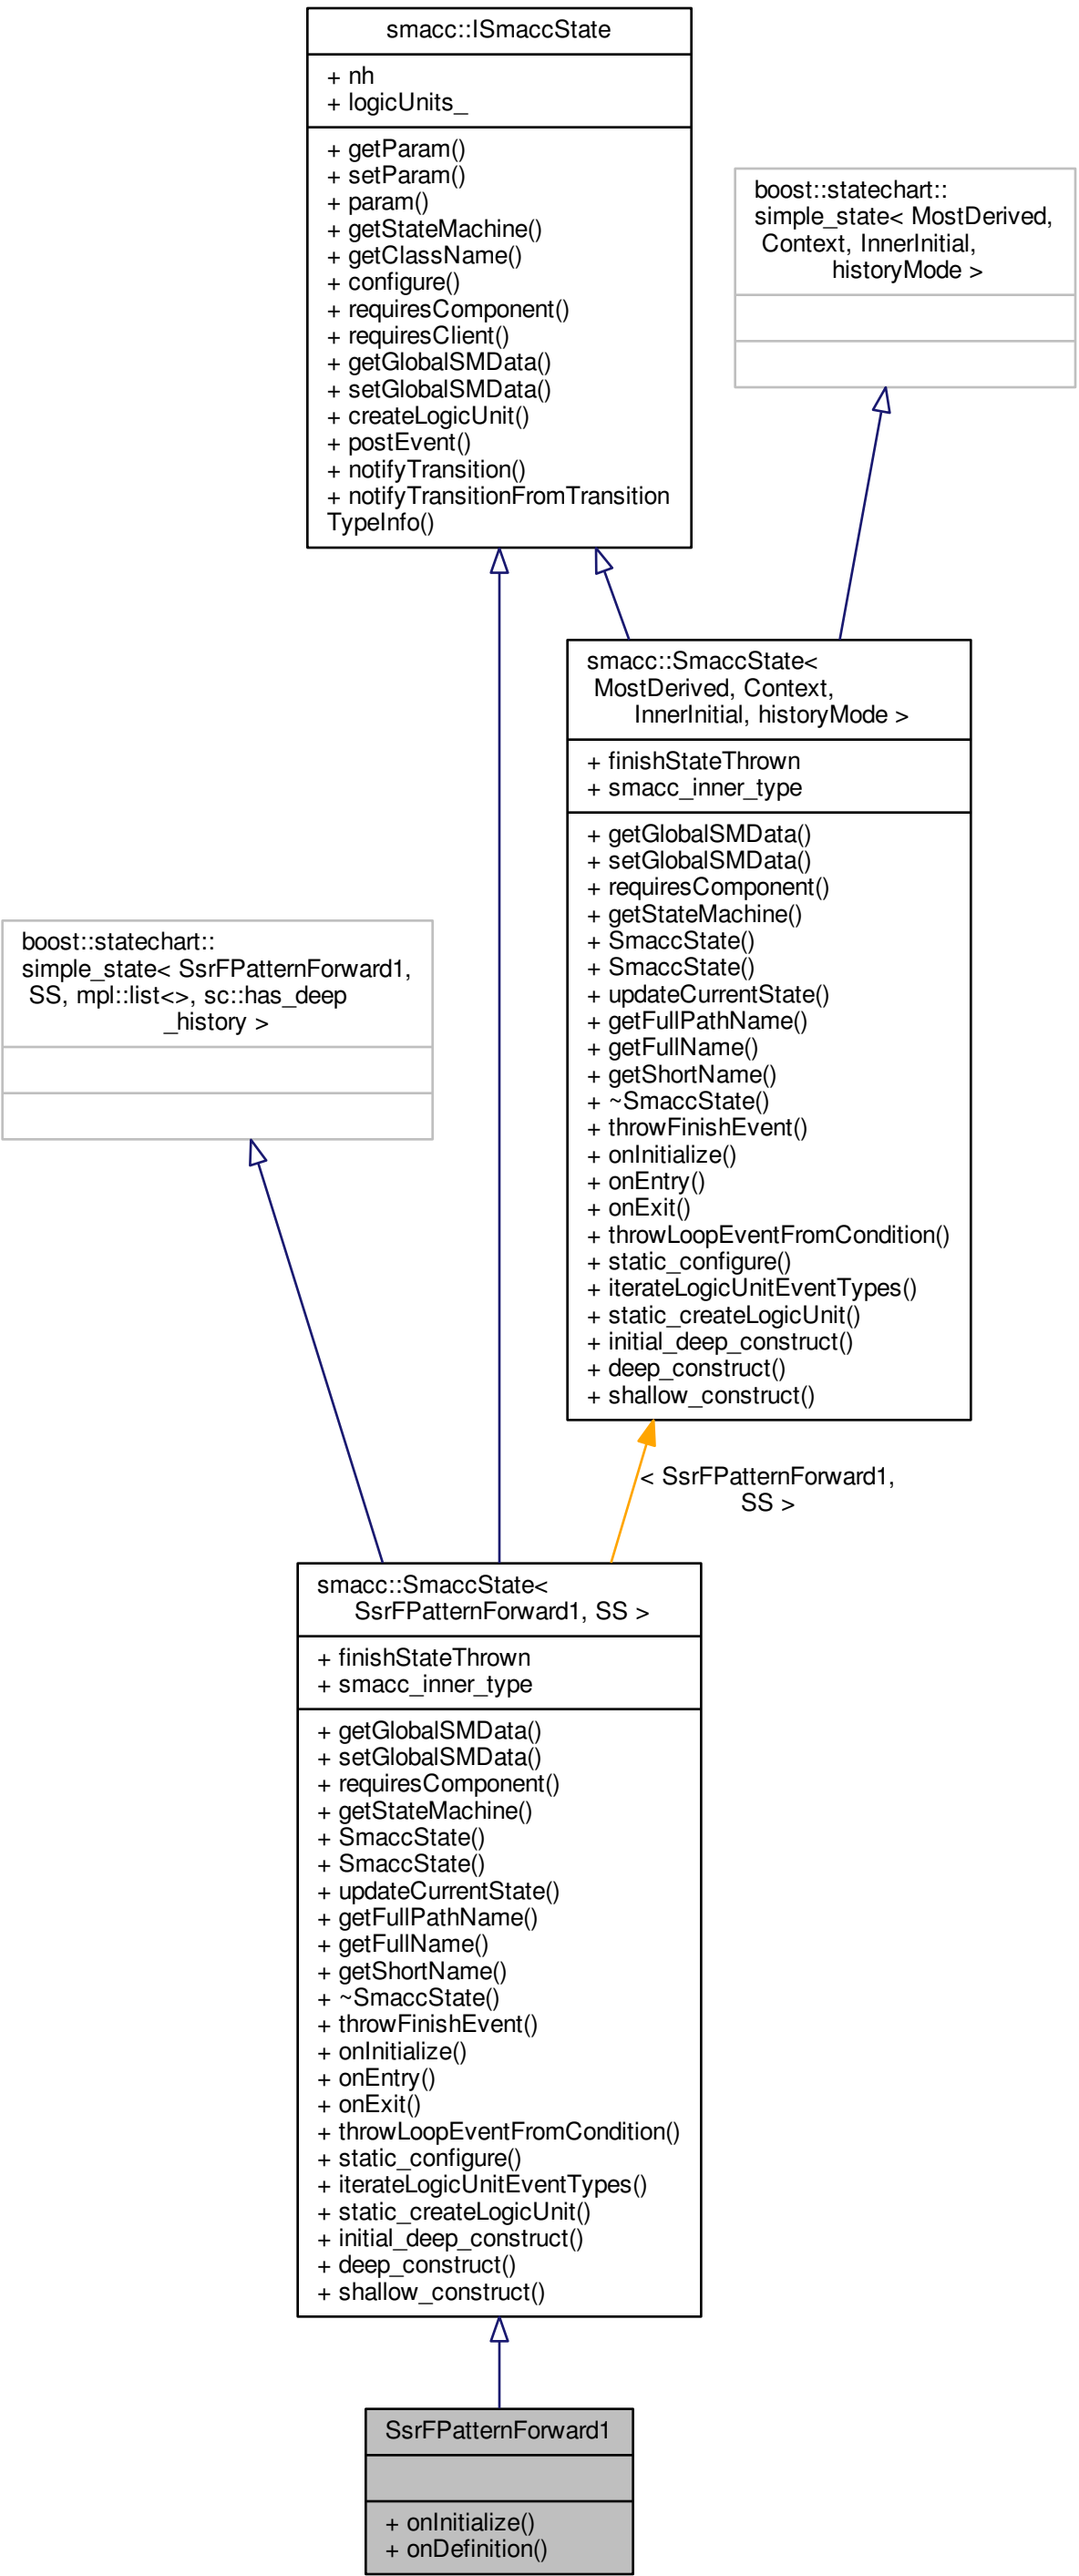 smacc::ISmaccState
+ nh
+ logicUnits_
+ getParam()
+ setParam()
+ param()
+ getStateMachine()
+ getClassName()
+ configure()
+ requiresComponent()
+ requiresClient()
+ getGlobalSMData()
+ setGlobalSMData()
+ createLogicUnit()
+ postEvent()
+ notifyTransition()
+ notifyTransitionFromTransition
TypeInfo()
boost::statechart::
simple_state< MostDerived,
Context, InnerInitial,
historyMode >
smacc::SmaccState<
MostDerived, Context,
InnerInitial, historyMode >
+ finishStateThrown
+ smacc_inner_type
+ getGlobalSMData()
+ setGlobalSMData()
+ requiresComponent()
+ getStateMachine()
+ SmaccState()
+ SmaccState()
+ updateCurrentState()
+ getFullPathName()
+ getFullName()
+ getShortName()
+ ~SmaccState()
+ throwFinishEvent()
+ onInitialize()
+ onEntry()
+ onExit()
+ throwLoopEventFromCondition()
+ static_configure()
+ iterateLogicUnitEventTypes()
+ static_createLogicUnit()
+ initial_deep_construct()
+ deep_construct()
+ shallow_construct()
boost::statechart::
simple_state< SsrFPatternForward1,
SS, mpl::list<>, sc::has_deep
_history >
< SsrFPatternForward1,
SS >
smacc::SmaccState<
SsrFPatternForward1, SS >
+ finishStateThrown
+ smacc_inner_type
+ getGlobalSMData()
+ setGlobalSMData()
+ requiresComponent()
+ getStateMachine()
+ SmaccState()
+ SmaccState()
+ updateCurrentState()
+ getFullPathName()
+ getFullName()
+ getShortName()
+ ~SmaccState()
+ throwFinishEvent()
+ onInitialize()
+ onEntry()
+ onExit()
+ throwLoopEventFromCondition()
+ static_configure()
+ iterateLogicUnitEventTypes()
+ static_createLogicUnit()
+ initial_deep_construct()
+ deep_construct()
+ shallow_construct()
SsrFPatternForward1
+ onInitialize()
+ onDefinition()